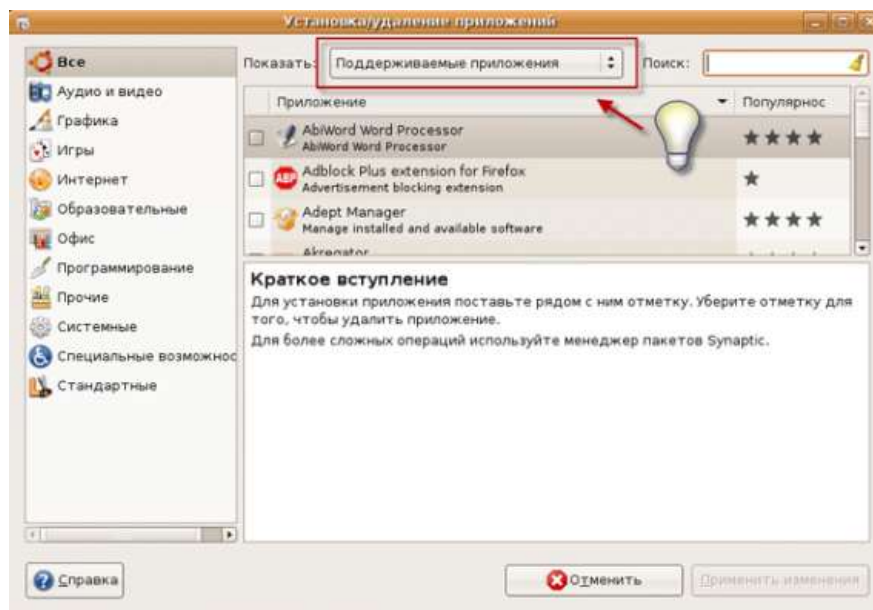 Установка/удаление приложений
Все
Аудио и видео
Графика
Игры
Интернет
Образовательные
Офис
Программирование
Прочие
Системные
Специальные возможнос
Стандартные
Показать: Поддерживаемые приложения Поиск:
Приложение Популярнос
AbiWord Word Processor
AbiWord Word Processor
ABP Adblock Plus extension for Firefox
Advertisement blocking extension
Adept Manager
Manage installed and available software
Akregator
Краткое вступление
Для установки приложения поставьте рядом с ним отметку. Уберите отметку для
того, чтобы удалить приложение.
Для более сложных операций используйте менеджер пакетов Synaptic.
Справка Отменить Применить изменения